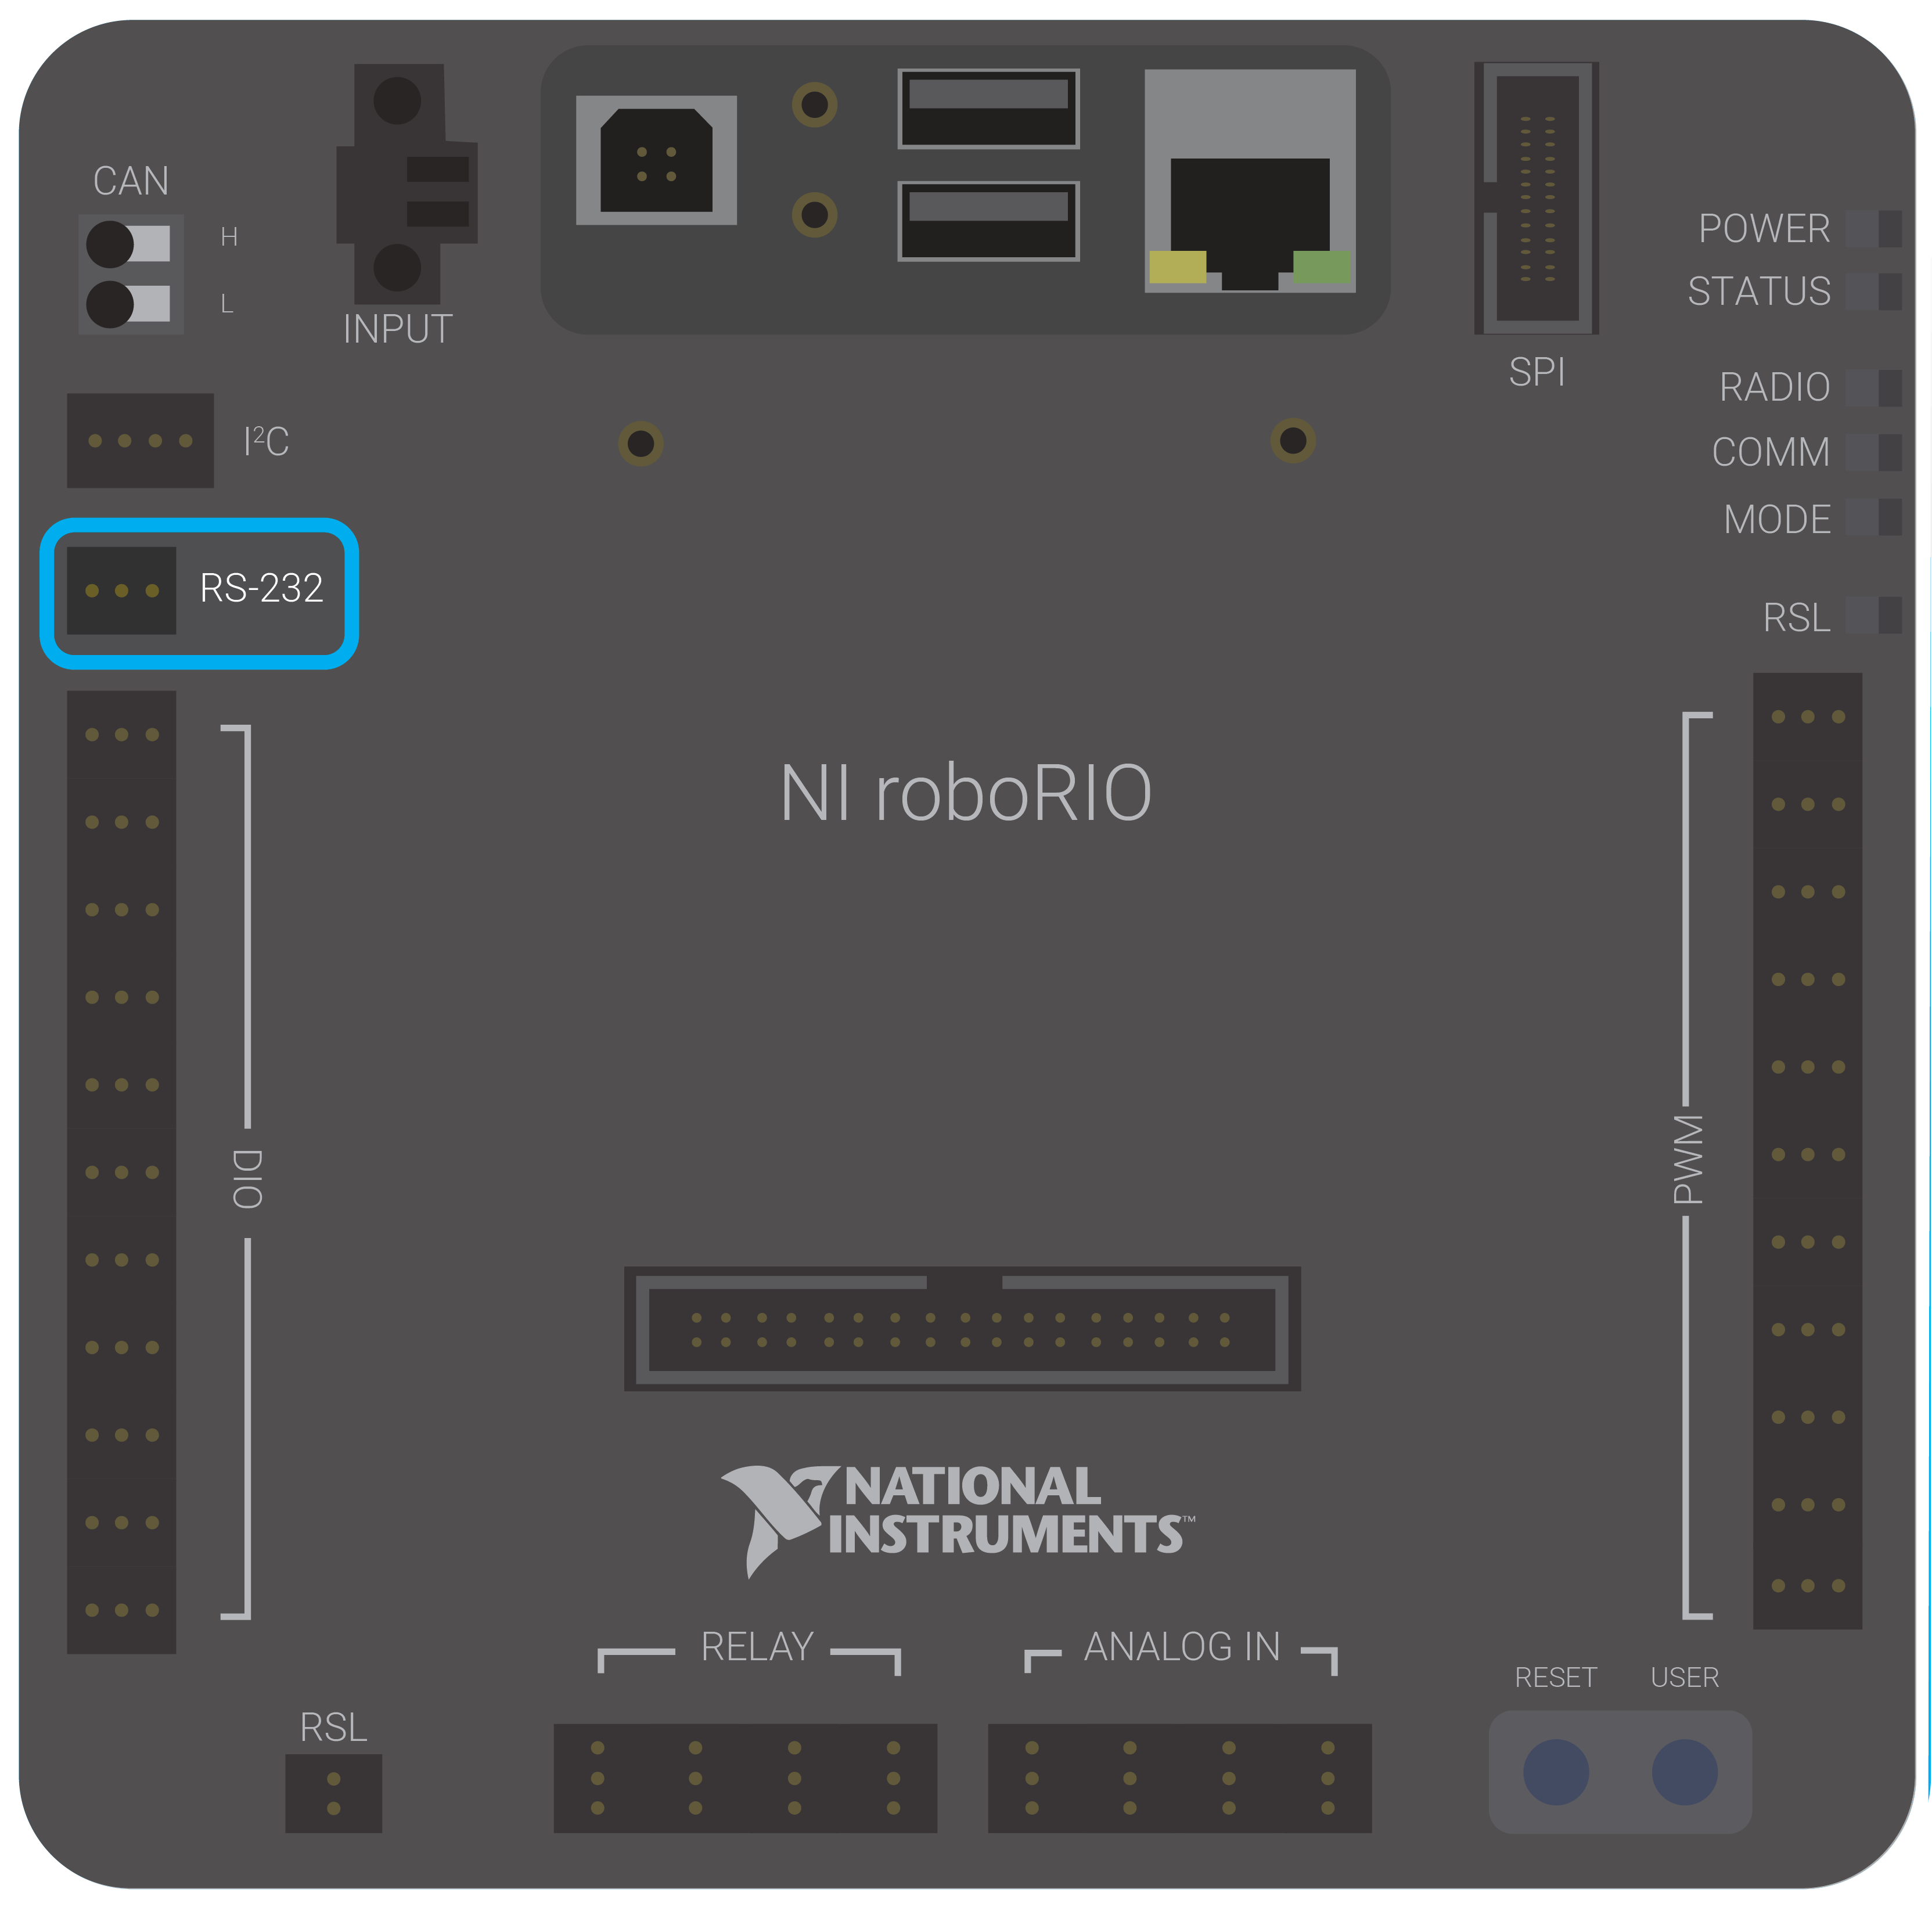 CAN
H
L
INPUT
SPI
POWER
STATUS
RADIO
COMM
MODE
RSL
I²C
RS-232
NI roboRIO
DIO
PWM
NATIONAL
INSTRUMENTS™
RELAY
ANALOG IN
RSL
RESET
USER